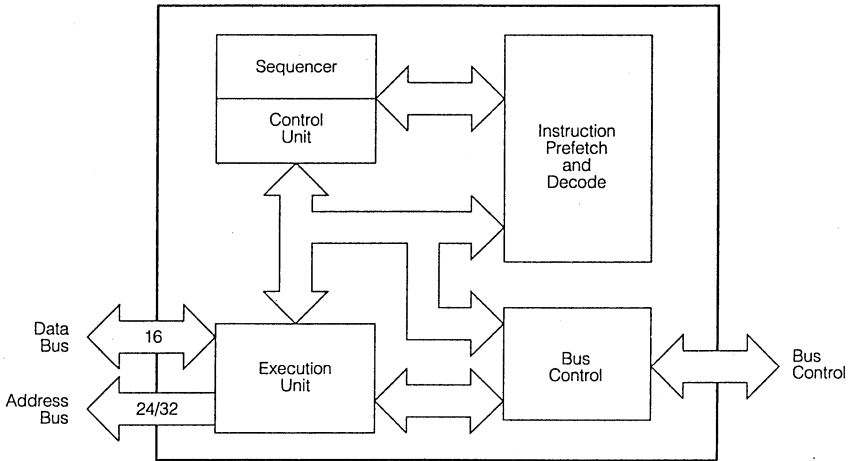 Sequencer
Control
Unit
Instruction
Prefetch
and
Decode
Data
Bus
16
Address
Bus
24/32
Execution
Unit
Bus
Control
Bus
Control